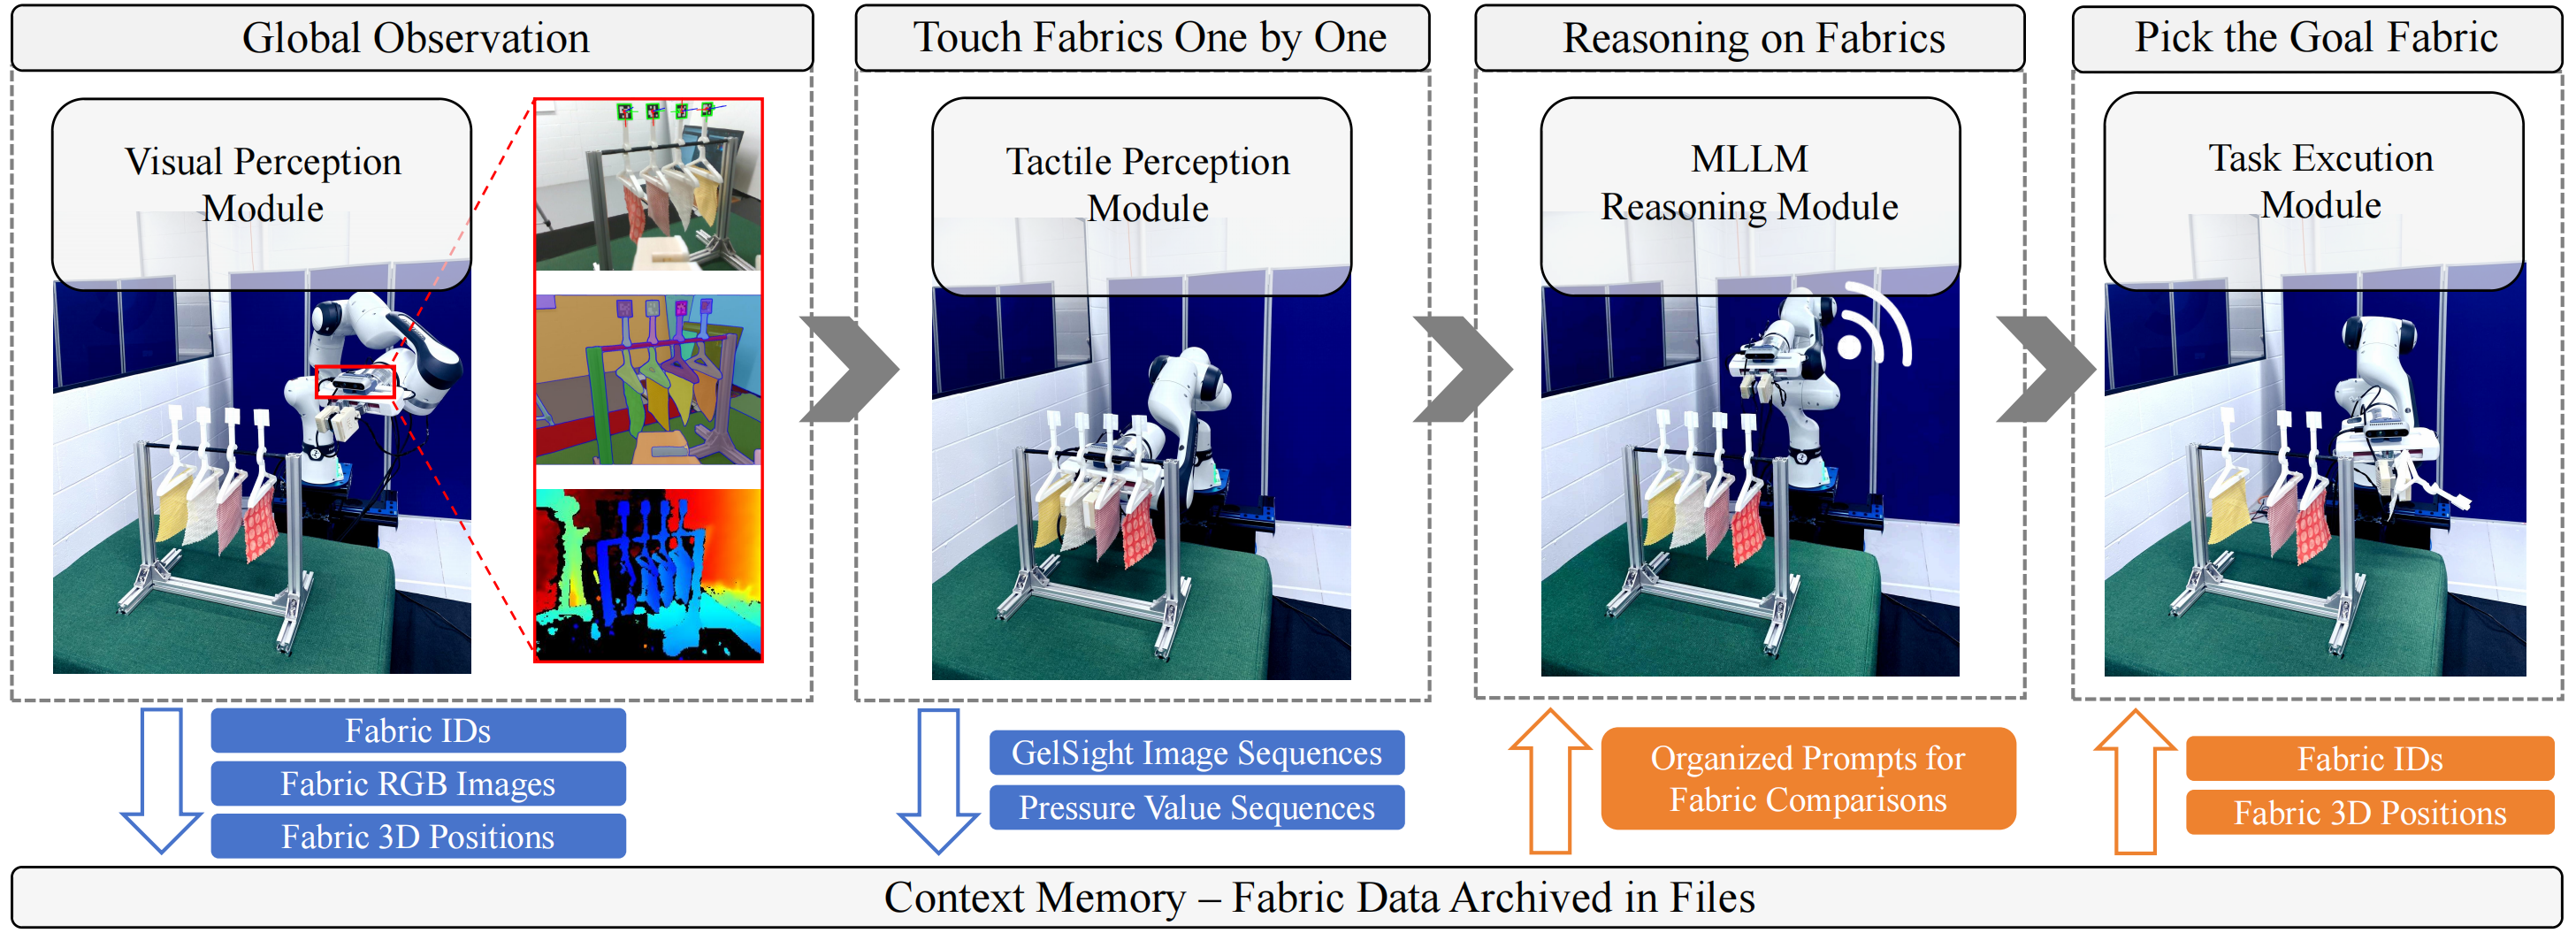 Global Observation
Visual Perception
Module
Fabric IDs
Fabric RGB Images
Fabric 3D Positions
Touch Fabrics One by One
Tactile Perception
Module
GelSight Image Sequences
Pressure Value Sequences
Reasoning on Fabrics
MLLM
Reasoning Module
Organized Prompts for
Fabric Comparisons
Pick the Goal Fabric
Task Excution
Module
Fabric IDs
Fabric 3D Positions
Context Memory – Fabric Data Archived in Files